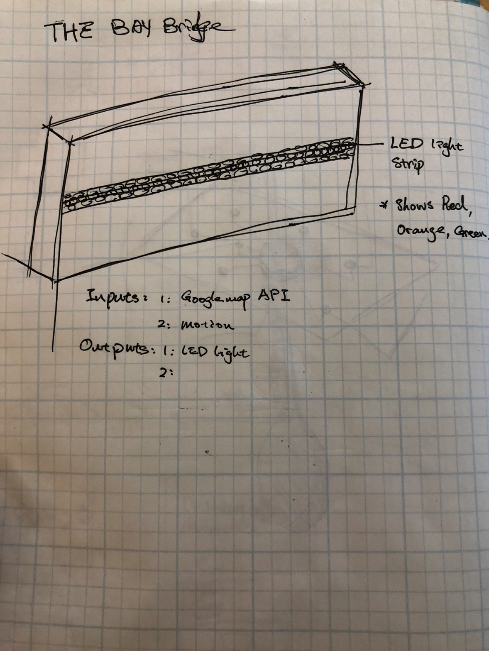 THE BAY Bridge
LED light
Strip
* Shows Red,
Orange, Green.
Inputs: 1: Googlemap API
2: motion
Outputs: 1: LED light
2: